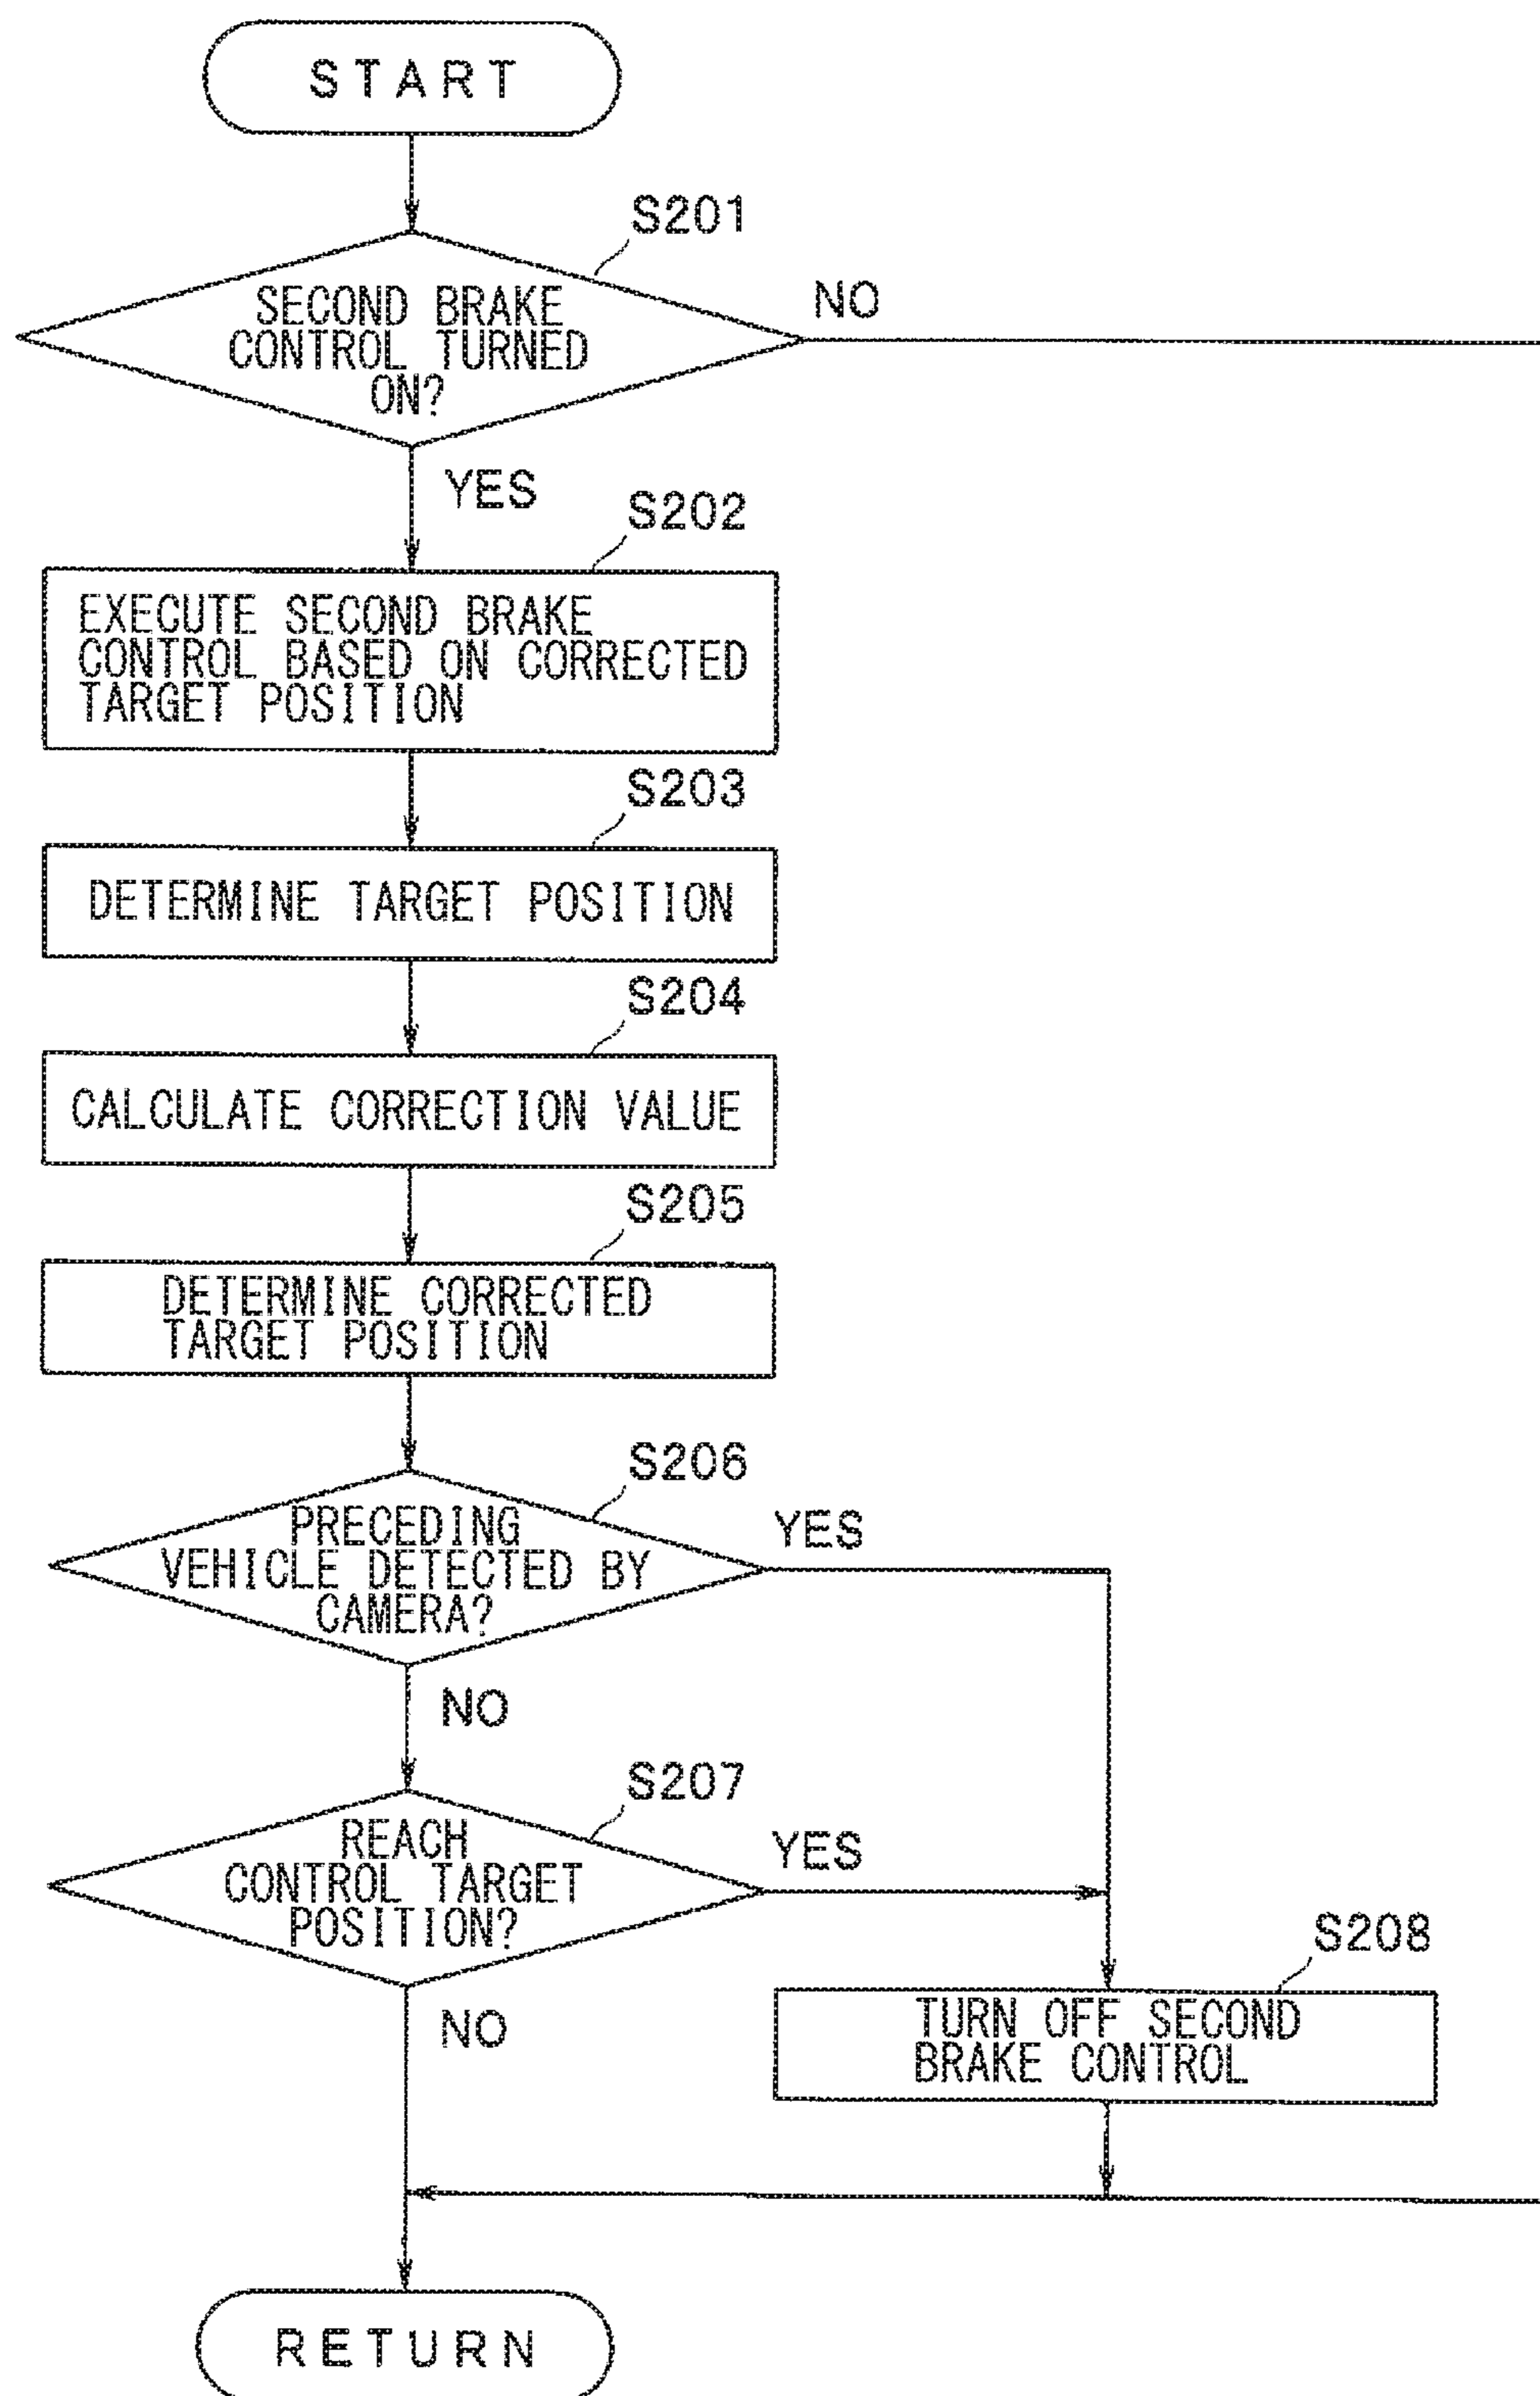 START
S201
SECOND BRAKE
CONTROL TURNED
ON?
NO
YES
S202
EXECUTE SECOND BRAKE
CONTROL BASED ON CORRECTED
TARGET POSITION
S203
DETERMINE TARGET POSITION
S204
CALCULATE CORRECTION VALUE
S205
DETERMINE CORRECTED
TARGET POSITION
S206
PRECEDING
VEHICLE DETECTED BY
CAMERA?
YES
NO
S207
REACH
CONTROL TARGET
POSITION?
YES
NO
S208
TURN OFF SECOND
BRAKE CONTROL
RETURN